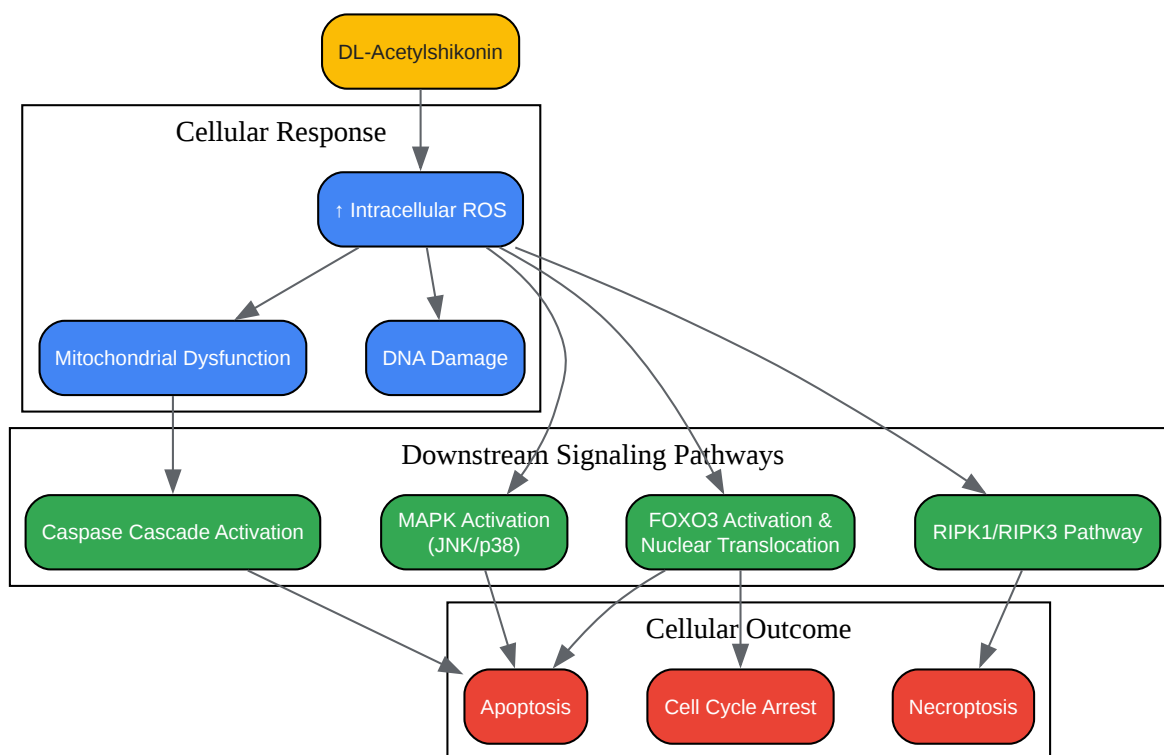 DL-Acetylshikonin
Cellular Response
↑ Intracellular ROS
Mitochondrial Dysfunction
DNA Damage
Downstream Signaling Pathways
Caspase Cascade Activation
MAPK Activation
(JNK/p38)
FOXO3 Activation &
Nuclear Translocation
RIPK1/RIPK3 Pathway
Cellular Outcome
Apoptosis
Cell Cycle Arrest
Necroptosis